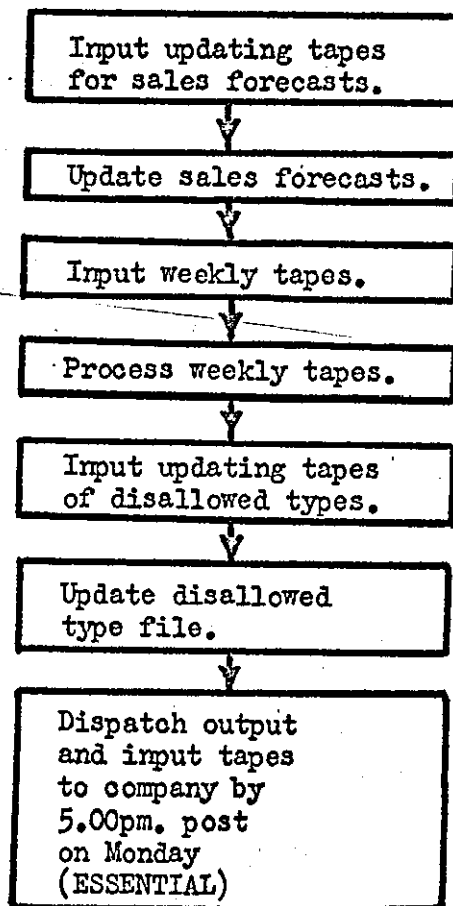 Input updating tapes
for sales forecasts.
Update sales forecasts.
Input weekly tapes.
Process weekly tapes.
Input updating tapes
of disallowed types.
Update disallowed
type file.
Dispatch output
and input tapes
to company by
5.00pm. post
on Monday
(ESSENTIAL)